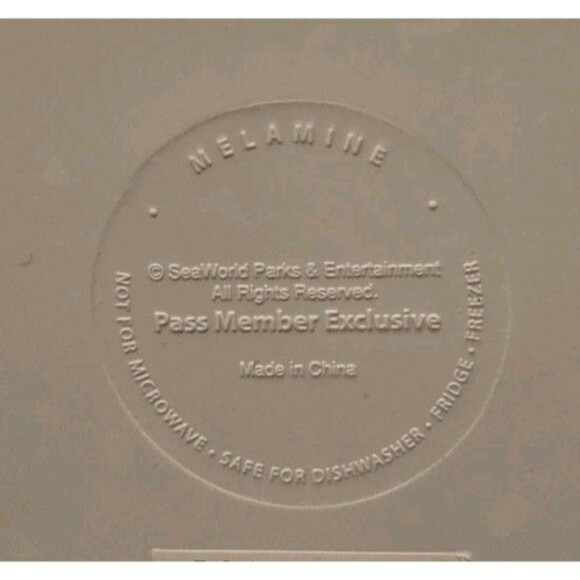 MELAMINE
© SeaWorld Parks & Entertainment
All Rights Reserved.
Pass Member Exclusive
Made in China
NOT FOR MICROWAVE • SAFE FOR DISHWASHER • FRIDGE • FREEZER